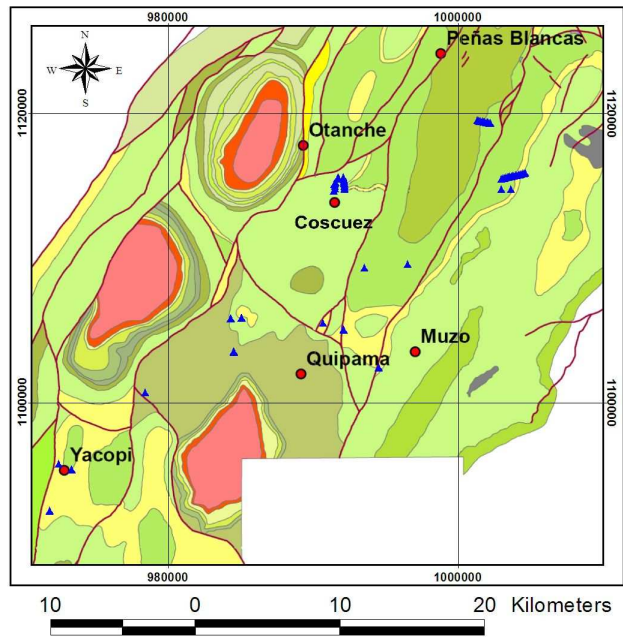 980000 1000000
N
W E
S
Peñas Blancas
1120000 1120000
Otanche
Coscuez
Muzo
Quipama
1100000 1100000
Yacopi
980000 1000000
10 0 10 20 Kilometers